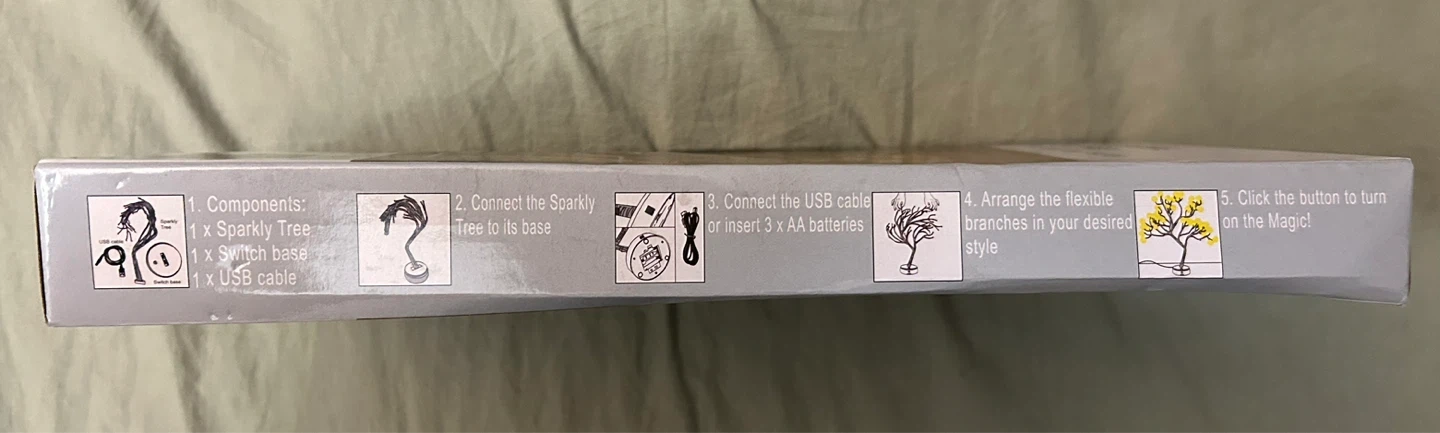 1. Components:
1 x Sparkly Tree
1 x Switch base
1 x USB cable
Sparkly
Tree
USB cable
Switch base
2. Connect the Sparkly
Tree to its base
3. Connect the USB cable
or insert 3 x AA batteries
4. Arrange the flexible
branches in your desired
style
5. Click the button to turn
on the Magic!